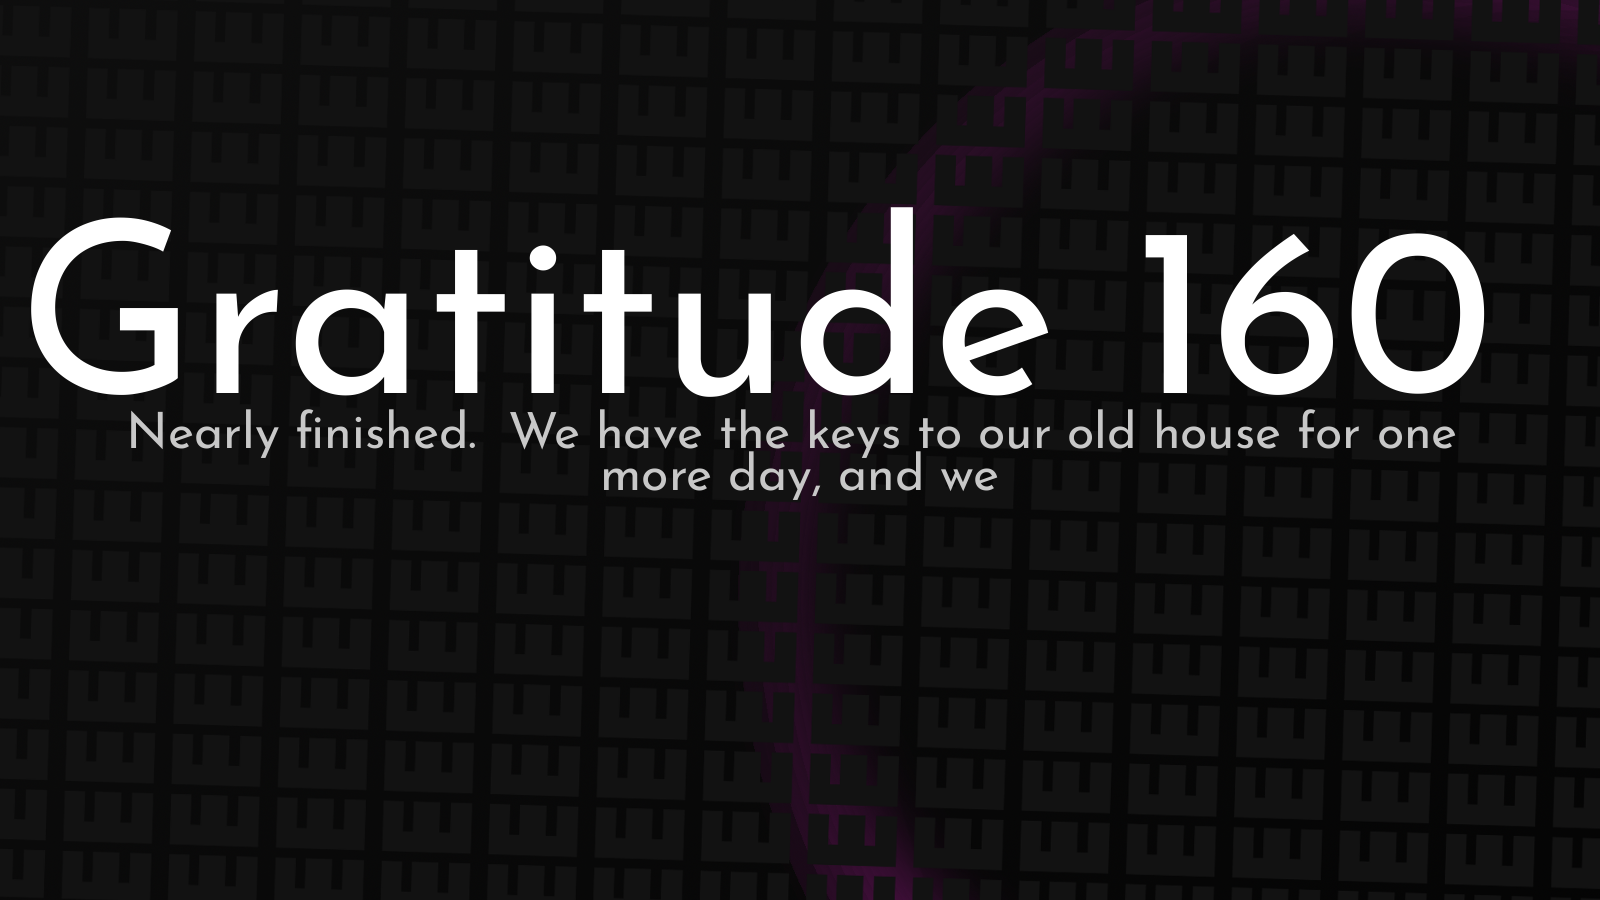 Gratitude 160
Nearly finished.  We have the keys to our old house for one
more day, and we